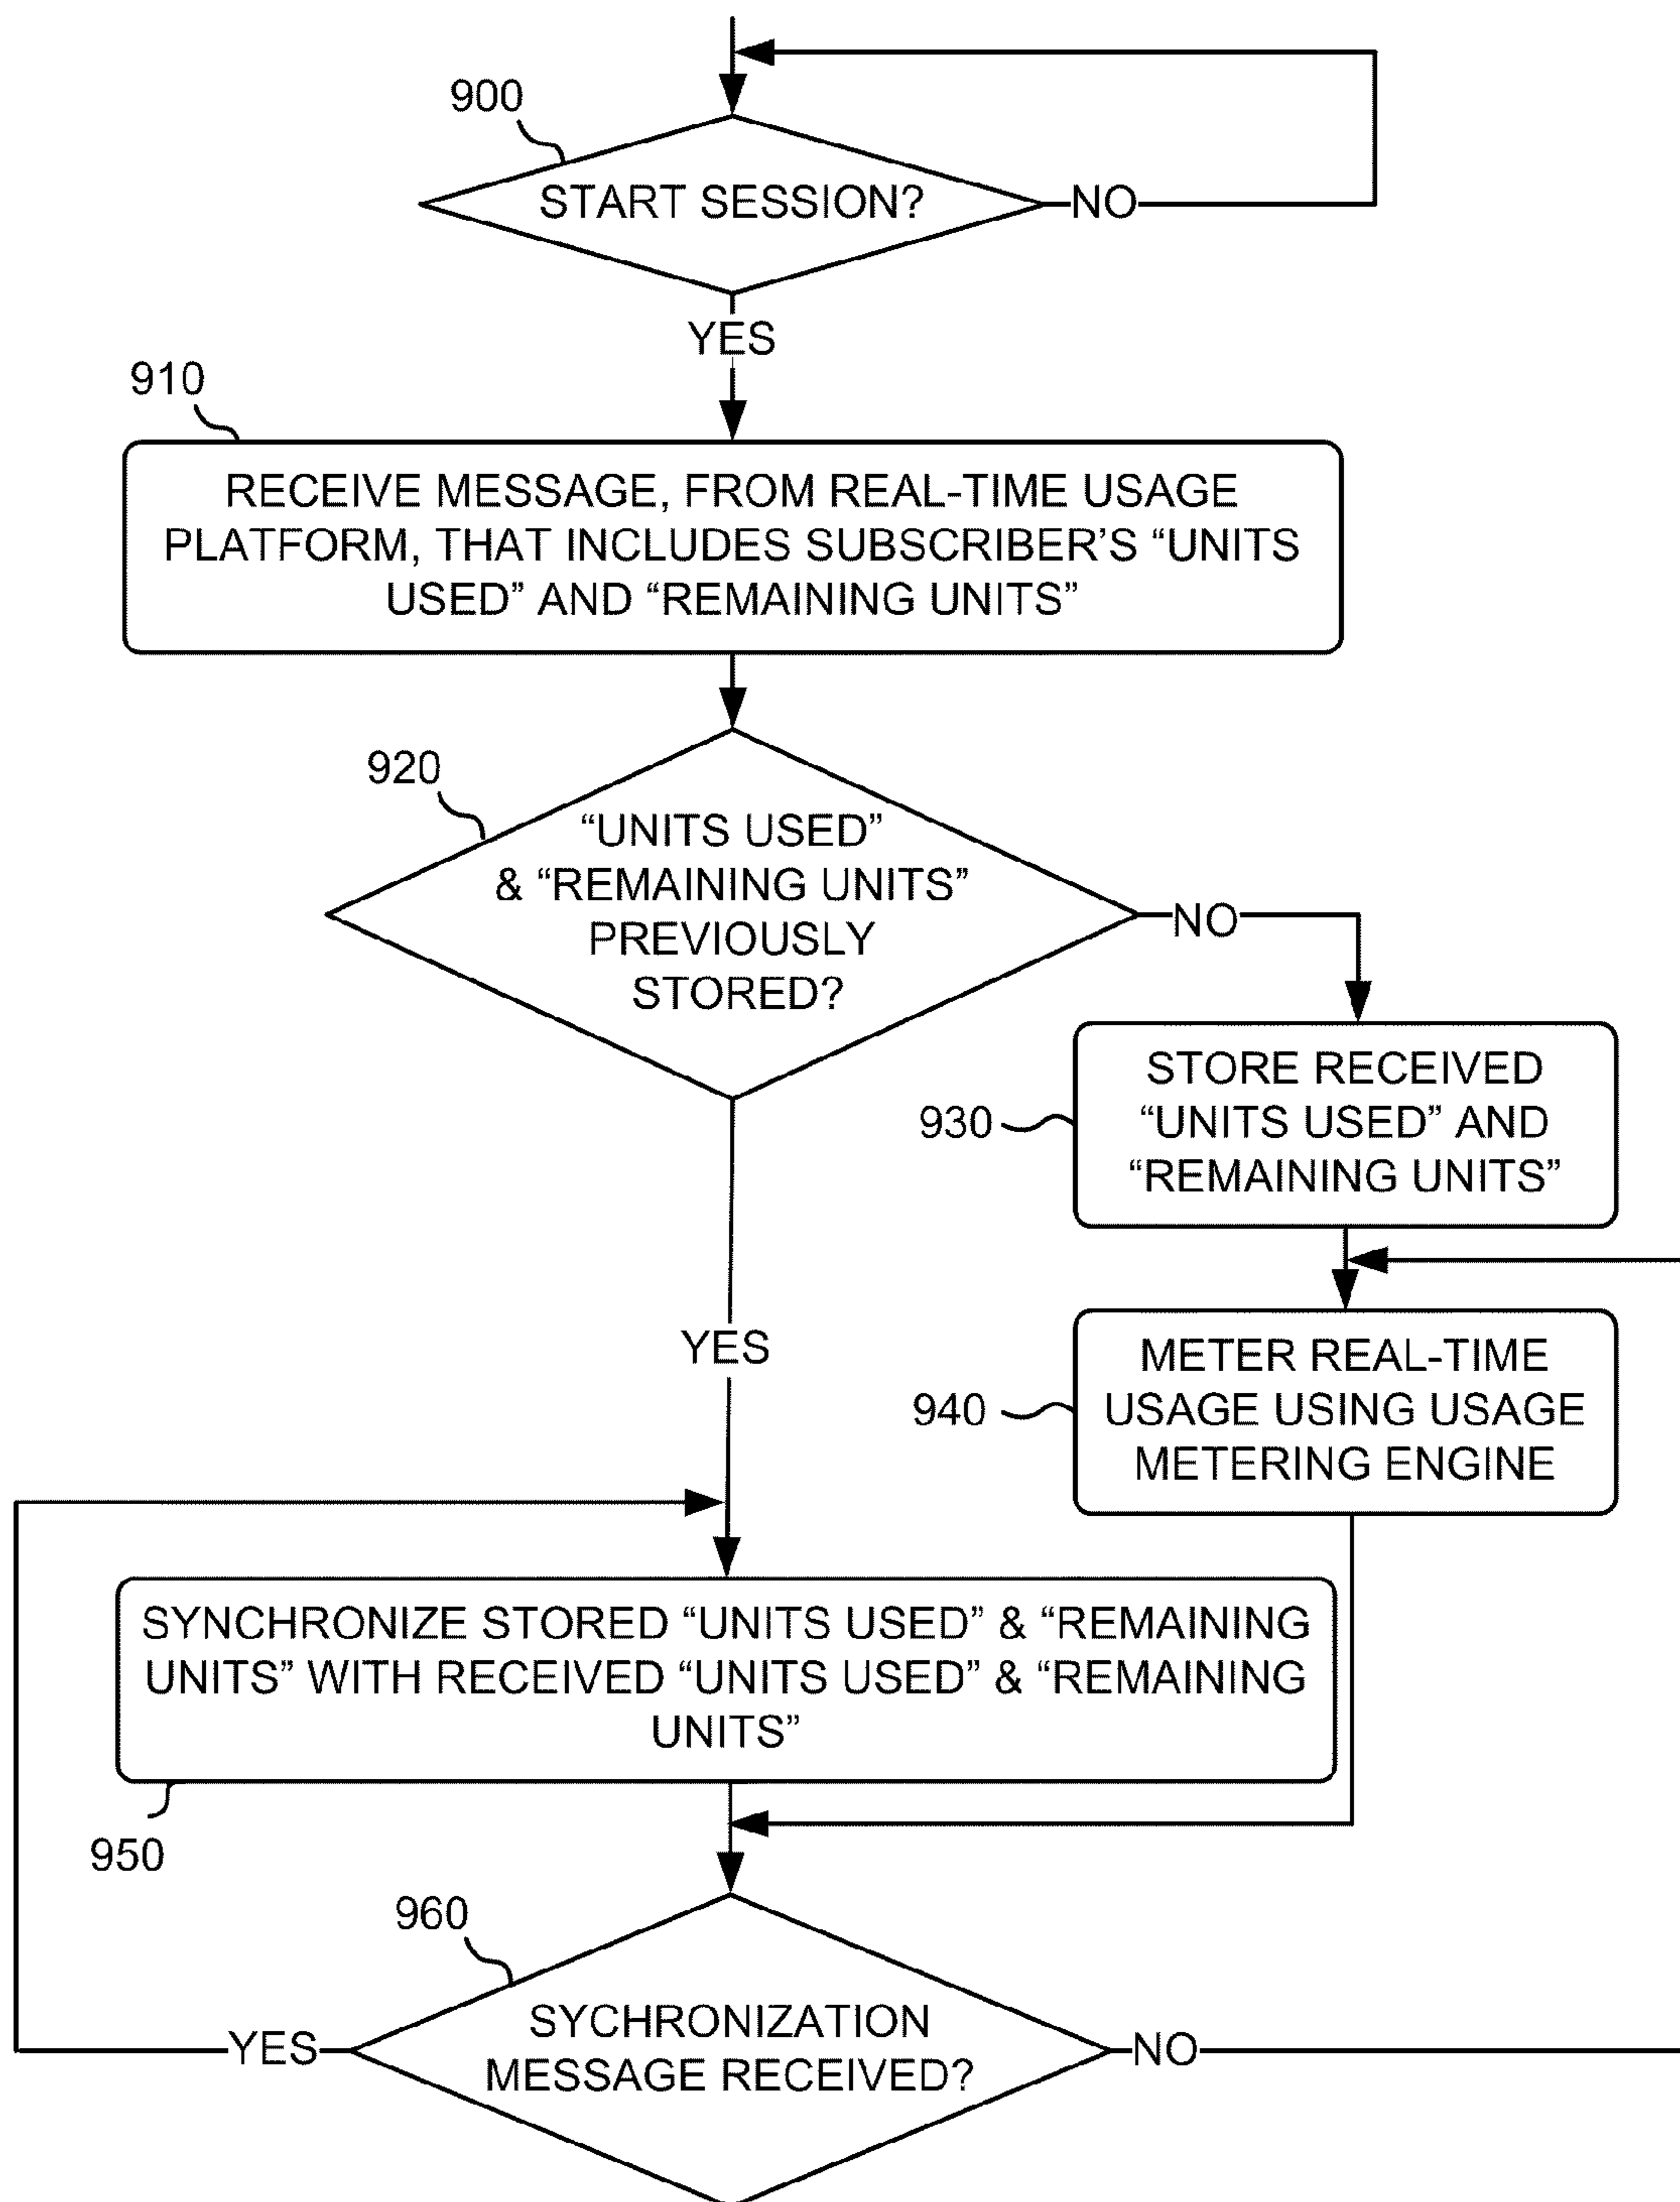 900
START SESSION?
NO
YES
910
RECEIVE MESSAGE, FROM REAL-TIME USAGE
PLATFORM, THAT INCLUDES SUBSCRIBER’S “UNITS
USED” AND “REMAINING UNITS”
920
“UNITS USED”
& “REMAINING UNITS”
PREVIOUSLY
STORED?
NO
930
STORE RECEIVED
“UNITS USED” AND
“REMAINING UNITS”
YES
940
METER REAL-TIME
USAGE USING USAGE
METERING ENGINE
SYNCHRONIZE STORED “UNITS USED” & “REMAINING
UNITS” WITH RECEIVED “UNITS USED” & “REMAINING
UNITS”
950
960
SYCHRONIZATION
MESSAGE RECEIVED?
YES
NO